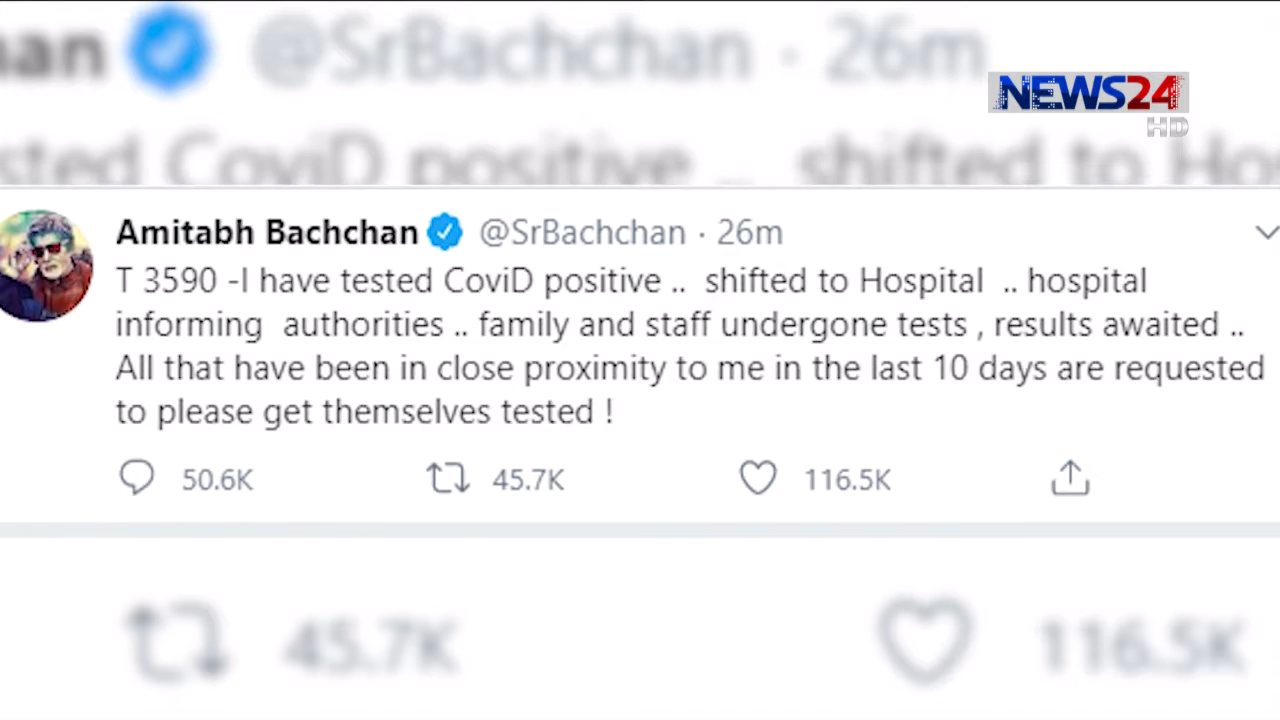 han @SrBachchan · 26m
NEWS24
HD
sted CoviD positive .. shifted to Hos
Amitabh Bachchan @SrBachchan · 26m
T 3590 -I have tested CoviD positive .. shifted to Hospital .. hospital
informing authorities .. family and staff undergone tests , results awaited ..
All that have been in close proximity to me in the last 10 days are requested
to please get themselves tested !
50.6K 45.7K 116.5K
45.7K 116.5K